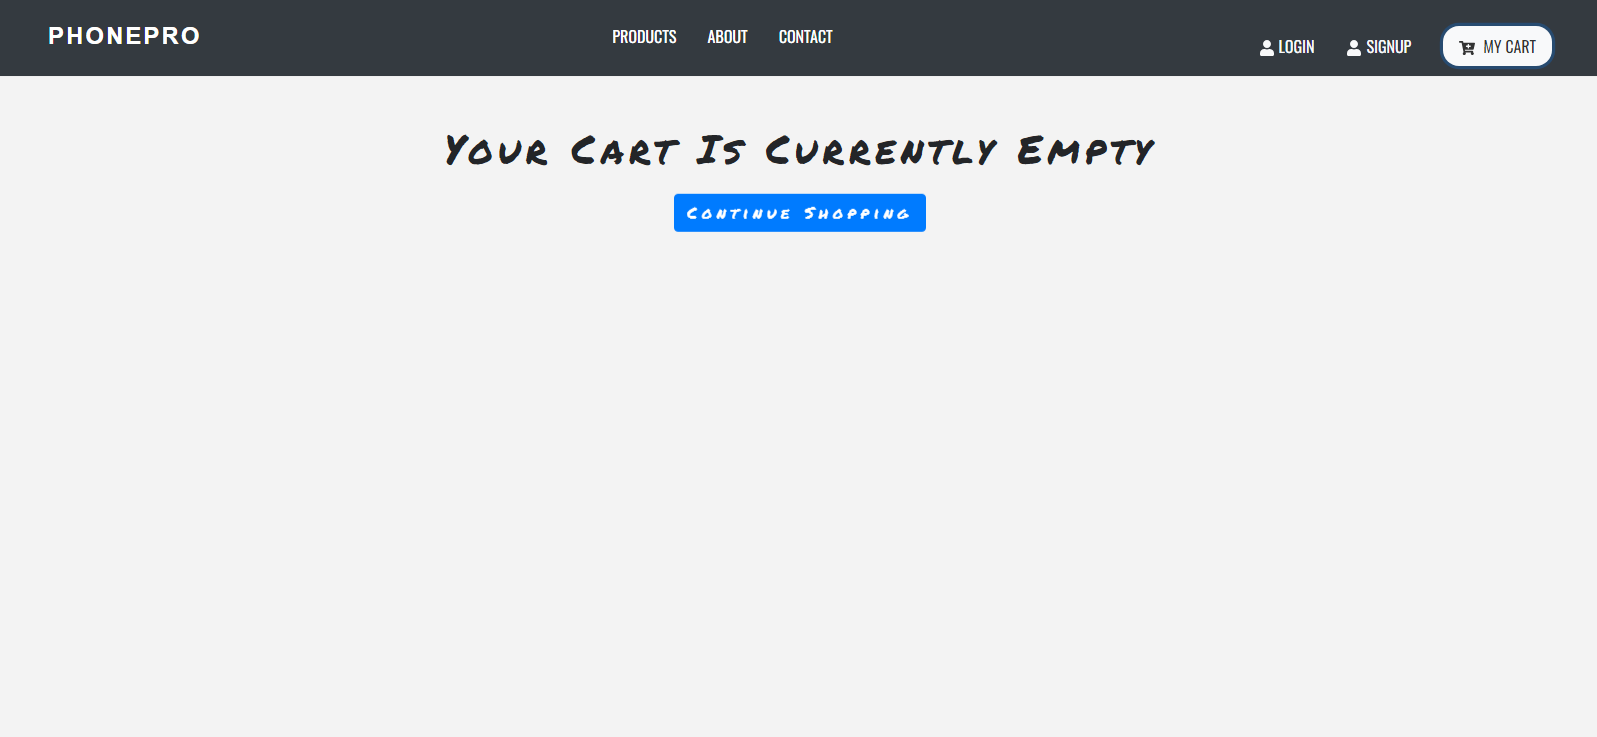 PHONEPRO
PRODUCTS ABOUT CONTACT
LOGIN SIGNUP MY CART
Your Cart Is Currently Empty
Continue Shopping